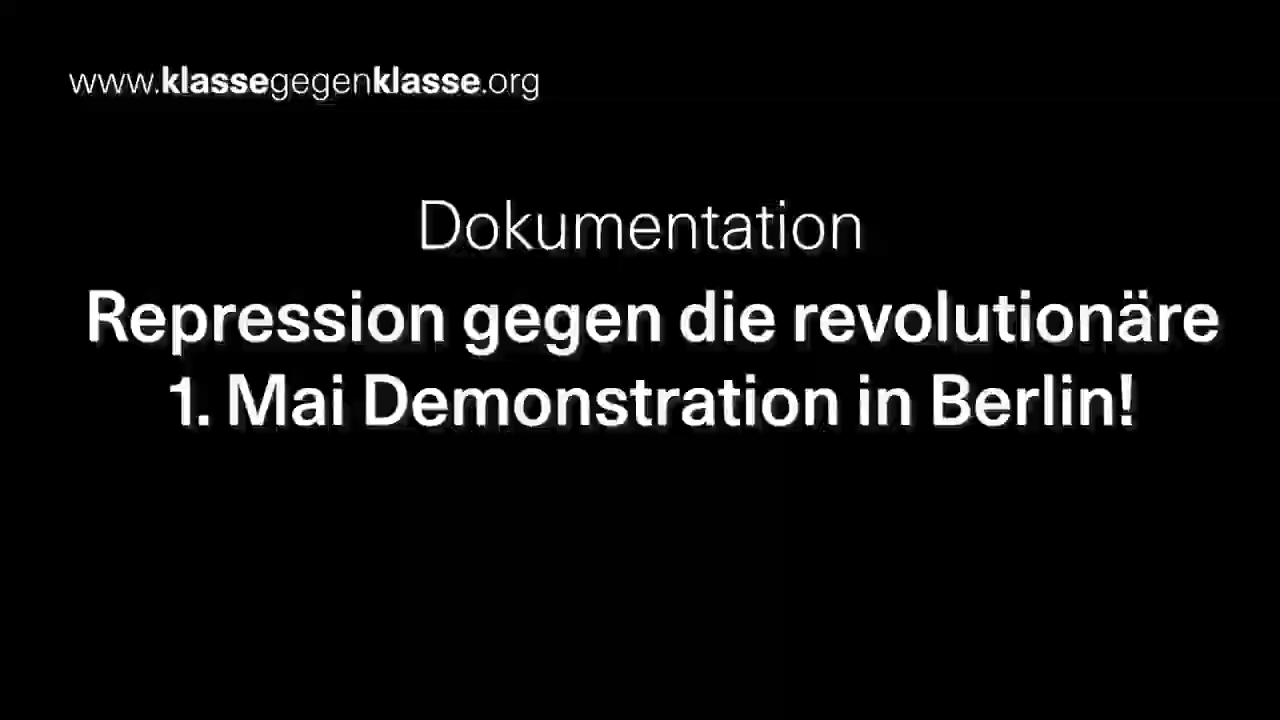 www.klassegegenklasse.org
Dokumentation
Repression gegen die revolutionäre
1. Mai Demonstration in Berlin!